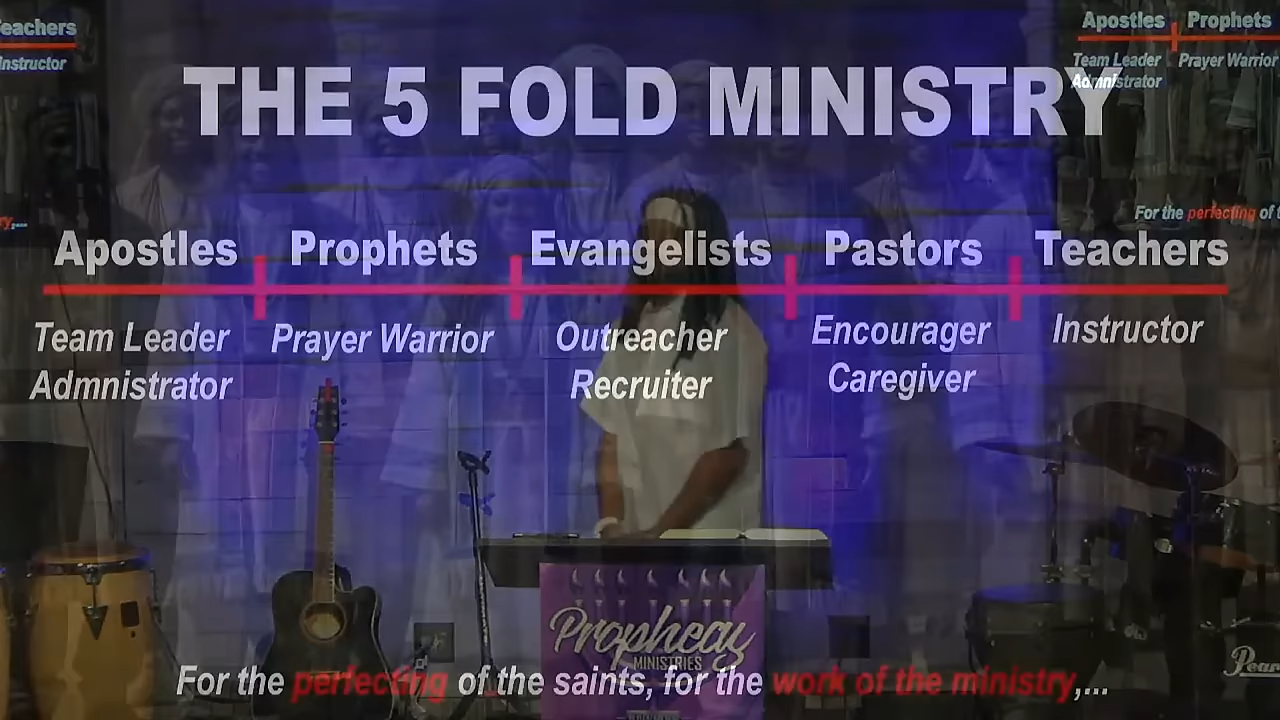 Teachers
Instructor
ry,...
Apostles Prophets
Team Leader Prayer Warrior
Admnistrator
For the perfecting of
THE 5 FOLD MINISTRY
Apostles Prophets Evangelists Pastors Teachers
Team Leader Prayer Warrior Outreacher Encourager Instructor
Admnistrator Recruiter Caregiver
Prophecy
MINISTRIES
Pearl
For the perfecting of the saints, for the work of the ministry,...